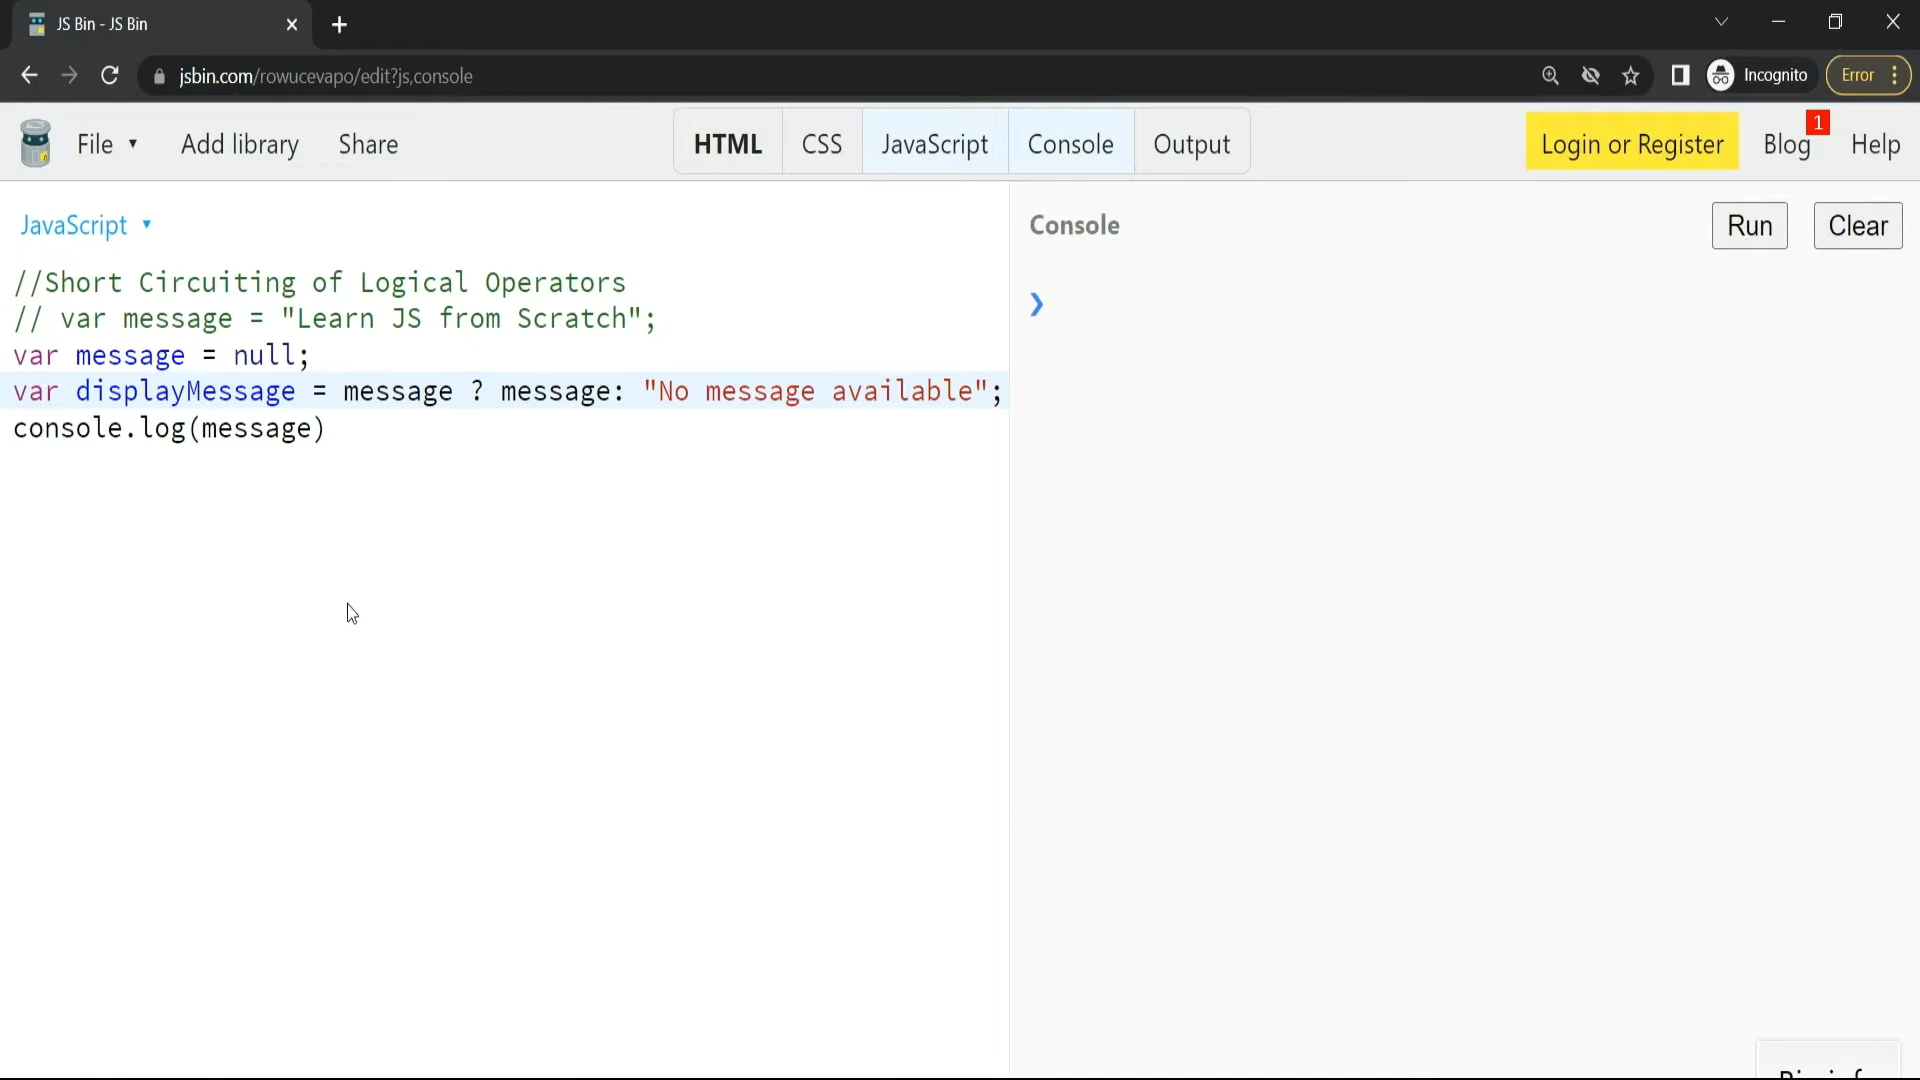 JS Bin - JS Bin
jsbin.com/rowucevapo/edit?js,console
Incognito
Error
File
Add library
Share
HTML
CSS
JavaScript
Console
Output
Login or Register
Blog
1
Help
JavaScript
Console
Run
Clear
//Short Circuiting of Logical Operators
// var message = "Learn JS from Scratch";
var message = null;
var displayMessage = message ? message: "No message available";
console.log(message)